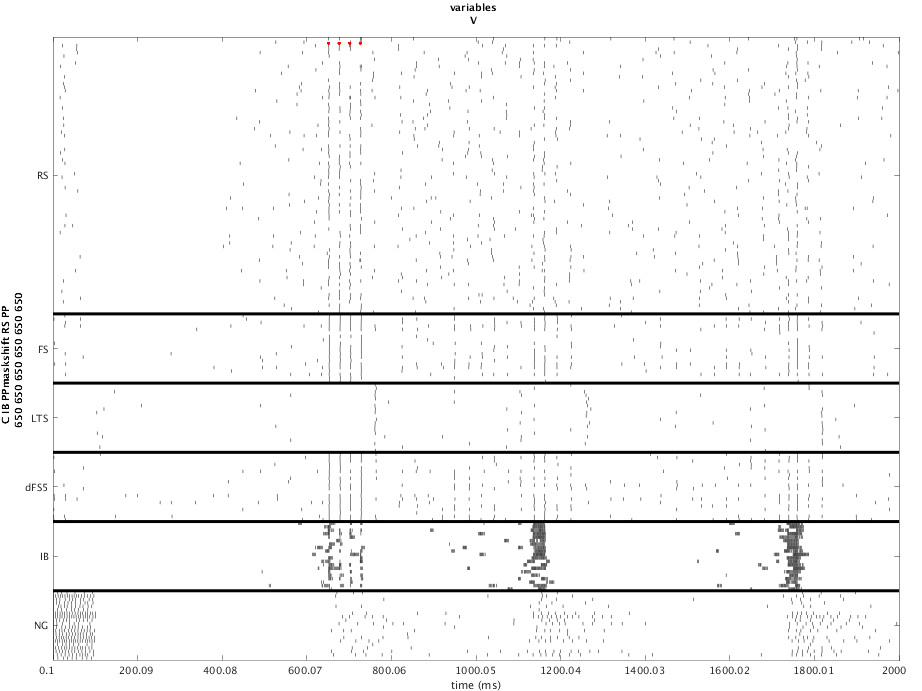 variables
V
C IB PPmaskshift RS PP
650 650 650 650 650 650
RS
FS
LTS
dFS5
IB
NG
0.1 200.09 400.08 600.07 800.06 1000.05 1200.04 1400.03 1600.02 1800.01 2000
time (ms)